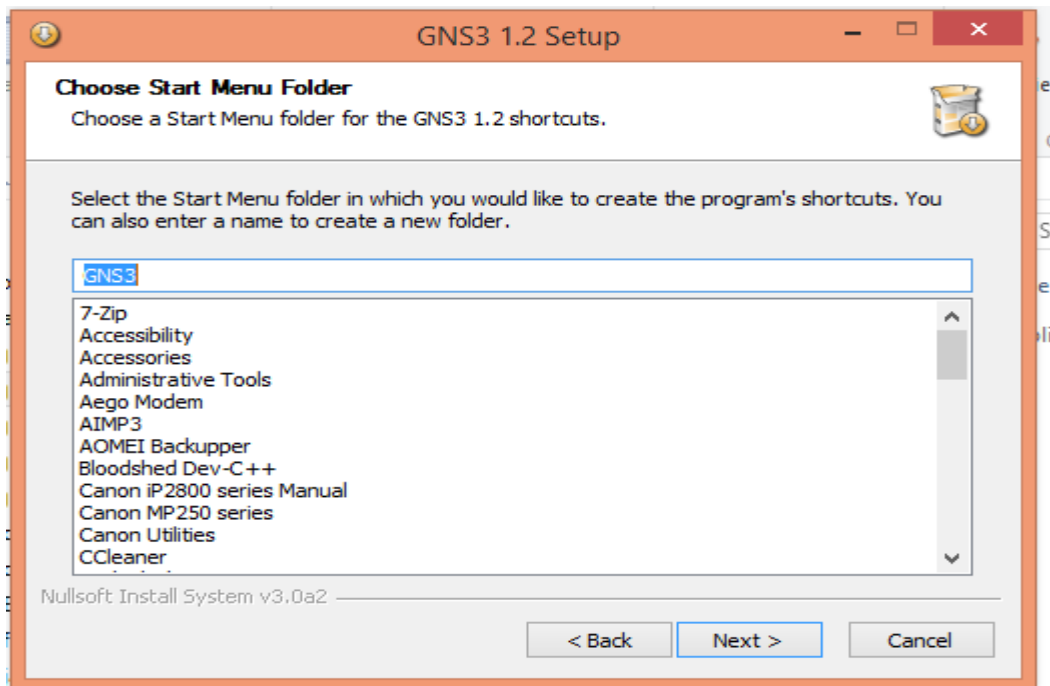 GNS3 1.2 Setup
Choose Start Menu Folder
Choose a Start Menu folder for the GNS3 1.2 shortcuts.
Select the Start Menu folder in which you would like to create the program's shortcuts. You
can also enter a name to create a new folder.
GNS3
7-Zip
Accessibility
Accessories
Administrative Tools
Aego Modem
AIMP3
AOMEI Backupper
Bloodshed Dev-C++
Canon iP2800 series Manual
Canon MP250 series
Canon Utilities
CCleaner
Nullsoft Install System v3.0a2
< Back
Next >
Cancel